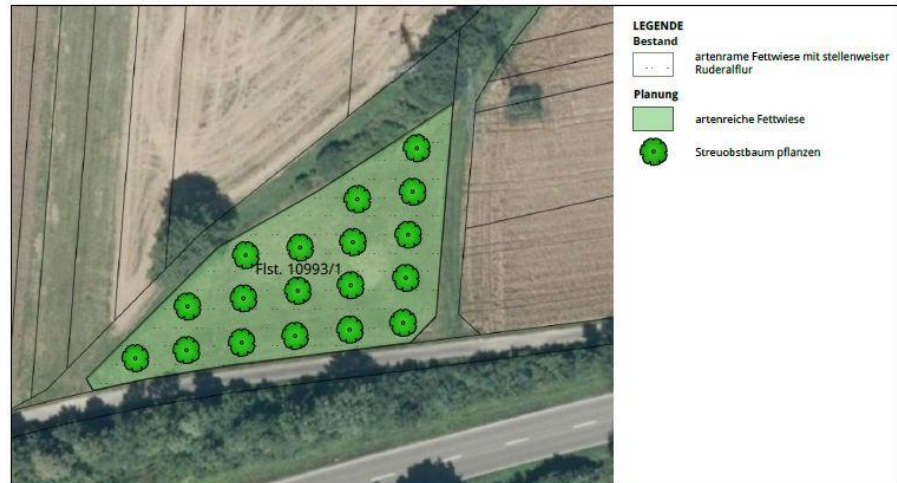 LEGENDE
Bestand
artenrame Fettwiese mit stellenweiser
Ruderalflur
Planung
artenreiche Fettwiese
Streuobstbaum pflanzen
Flst. 10993/1